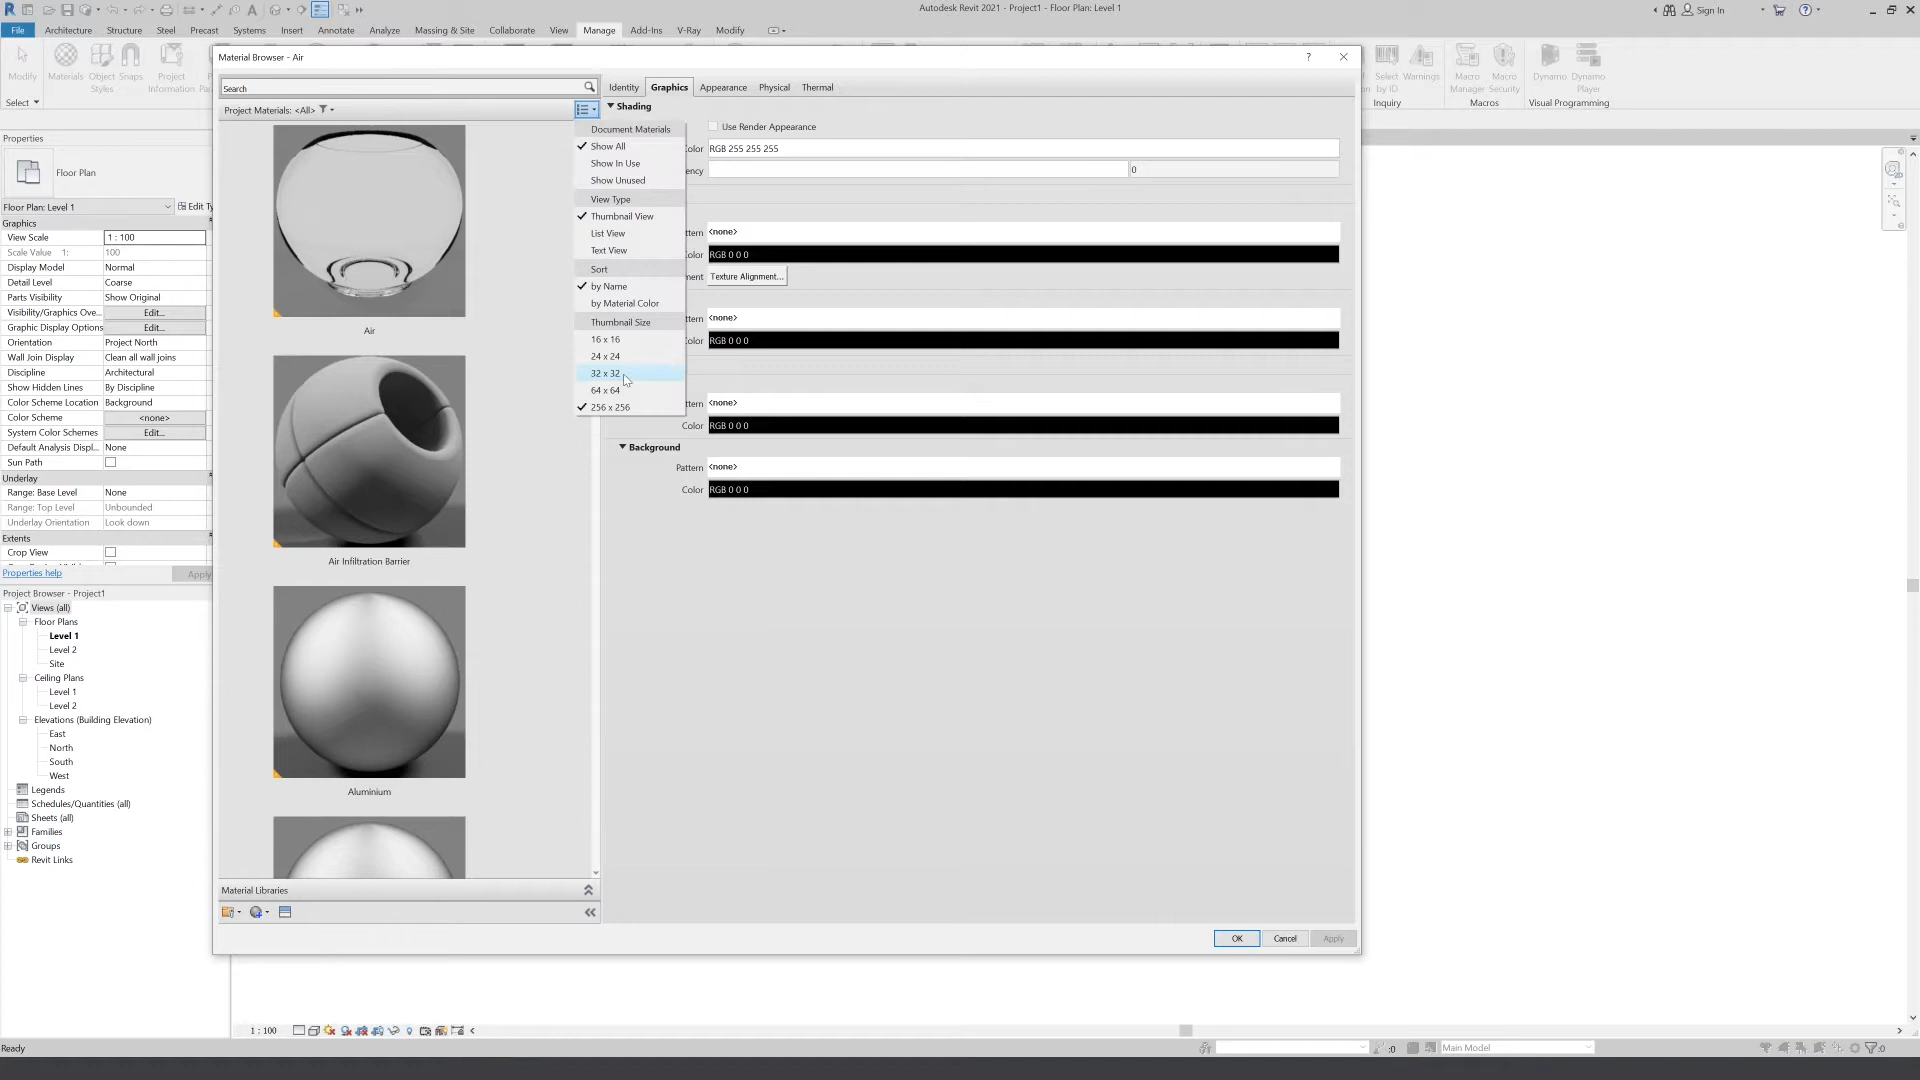 Autodesk Revit 2021 - Project1 - Floor Plan: Level 1
Sign In
File Architecture Structure Steel Precast Systems Insert Annotate Analyze Massing & Site Collaborate View Manage Add-Ins V-Ray Modify
Modify Materials Object Styles Snaps Project Information
Select by ID Warnings Macro Manager Macro Security Dynamo Dynamo Player
Select
Inquiry Macros Visual Programming
Properties
Floor Plan
Floor Plan: Level 1 Edit Ty
Graphics
View Scale 1 : 100
Scale Value 1: 100
Display Model Normal
Detail Level Coarse
Parts Visibility Show Original
Visibility/Graphics Ove... Edit...
Graphic Display Options Edit...
Orientation Project North
Wall Join Display Clean all wall joins
Discipline Architectural
Show Hidden Lines By Discipline
Color Scheme Location Background
Color Scheme <none>
System Color Schemes Edit...
Default Analysis Displ... None
Sun Path
Underlay
Range: Base Level None
Range: Top Level Unbounded
Underlay Orientation Look down
Extents
Crop View
Properties help Apply
Project Browser - Project1
Views (all)
Floor Plans
Level 1
Level 2
Site
Ceiling Plans
Level 1
Level 2
Elevations (Building Elevation)
East
North
South
West
Legends
Schedules/Quantities (all)
Sheets (all)
Families
Groups
Revit Links
Material Browser - Air
Search
Project Materials: <All>
Air
Air Infiltration Barrier
Aluminium
Material Libraries
Document Materials
Show All
Show In Use
Show Unused
View Type
Thumbnail View
List View
Text View
Sort
by Name
by Material Color
Thumbnail Size
16 x 16
24 x 24
32 x 32
64 x 64
256 x 256
Identity Graphics Appearance Physical Thermal
Shading
Use Render Appearance
Color RGB 255 255 255
ency 0
ttern <none>
Color RGB 0 0 0
ment Texture Alignment...
ttern <none>
Color RGB 0 0 0
ttern <none>
Color RGB 0 0 0
Background
Pattern <none>
Color RGB 0 0 0
OK Cancel Apply
1 : 100
Ready
:0 Main Model :0